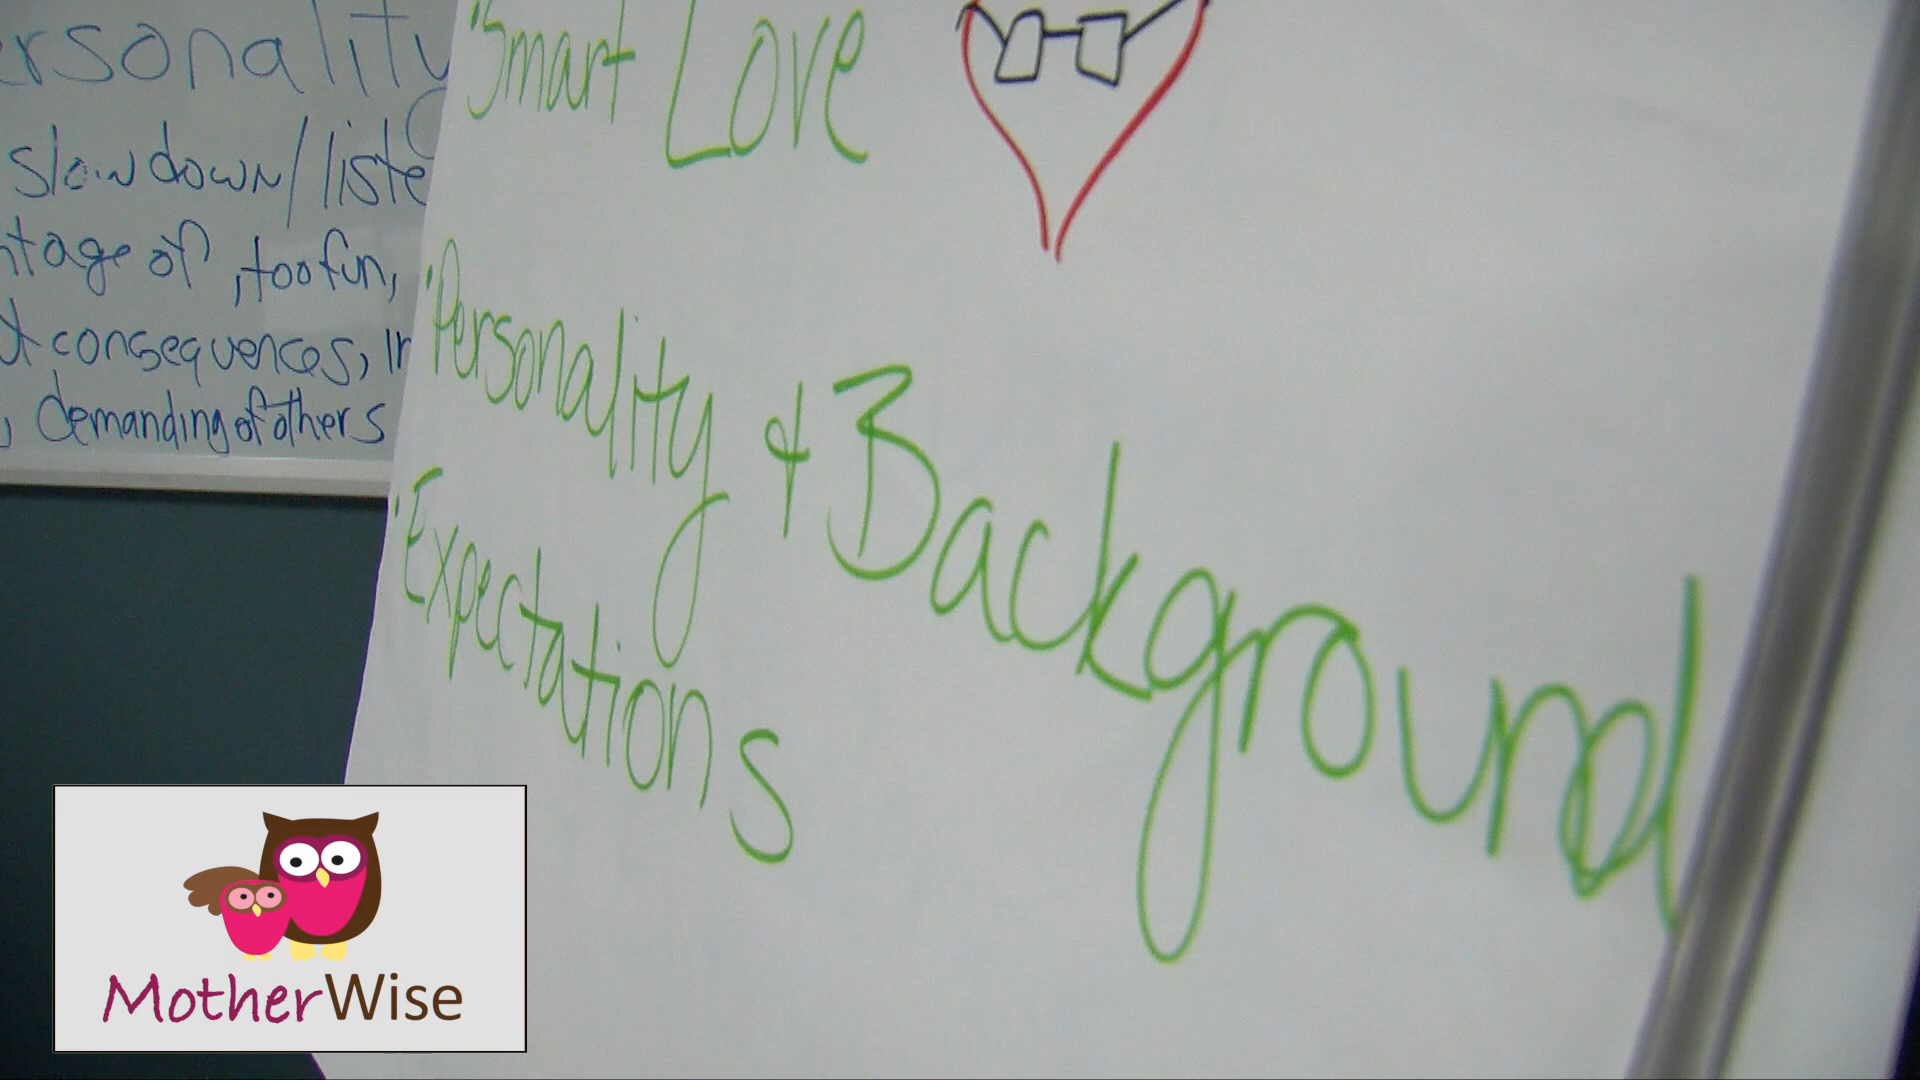 ersonality
slow down/liste
ntage of, too fun,
consequences, in
, demanding of others
•Smart Love
•Personality & Background
•Expectations
MotherWise